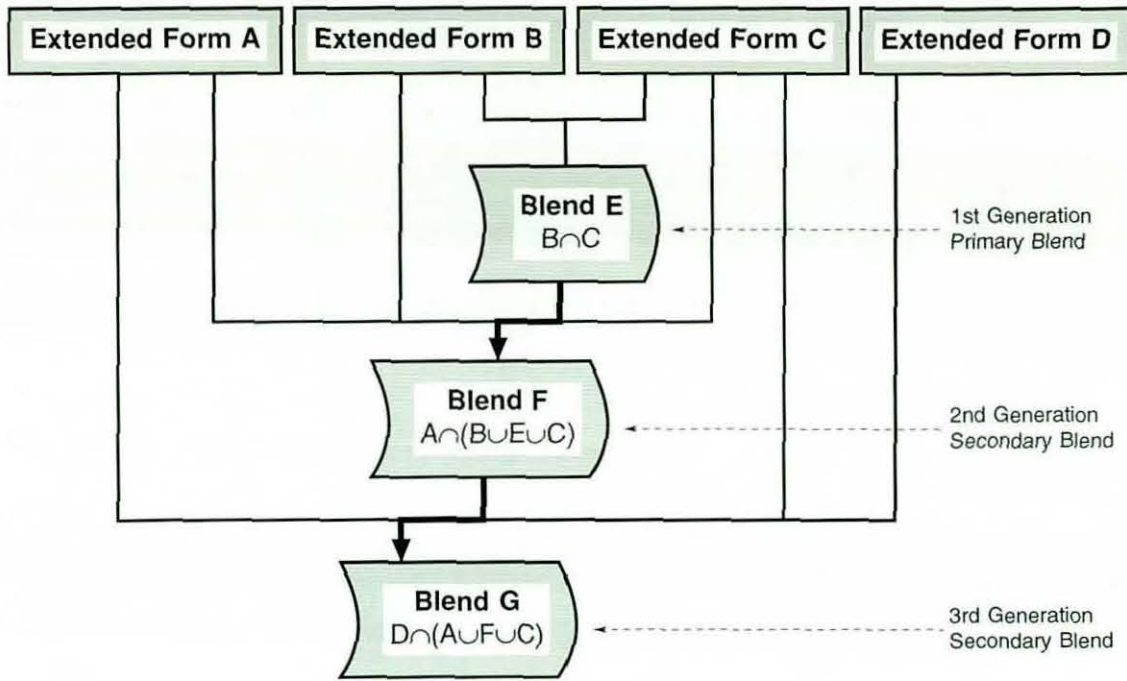 Extended Form A
Extended Form B
Extended Form C
Extended Form D
Blend E
B∩C
1st Generation
Primary Blend
Blend F
A∩(B∪E∪C)
2nd Generation
Secondary Blend
Blend G
D∩(A∪F∪C)
3rd Generation
Secondary Blend